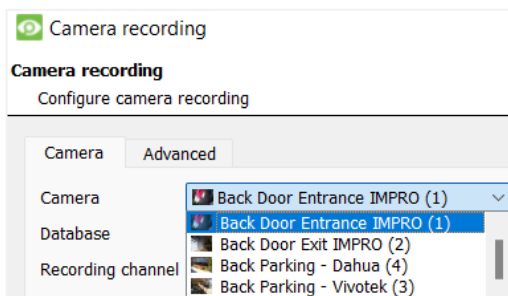 Camera recording
Camera recording
Configure camera recording
Camera Advanced
Camera Back Door Entrance IMPRO (1)
Back Door Entrance IMPRO (1)
Database Back Door Exit IMPRO (2)
Recording channel Back Parking - Dahua (4)
Back Parking - Vivotek (3)